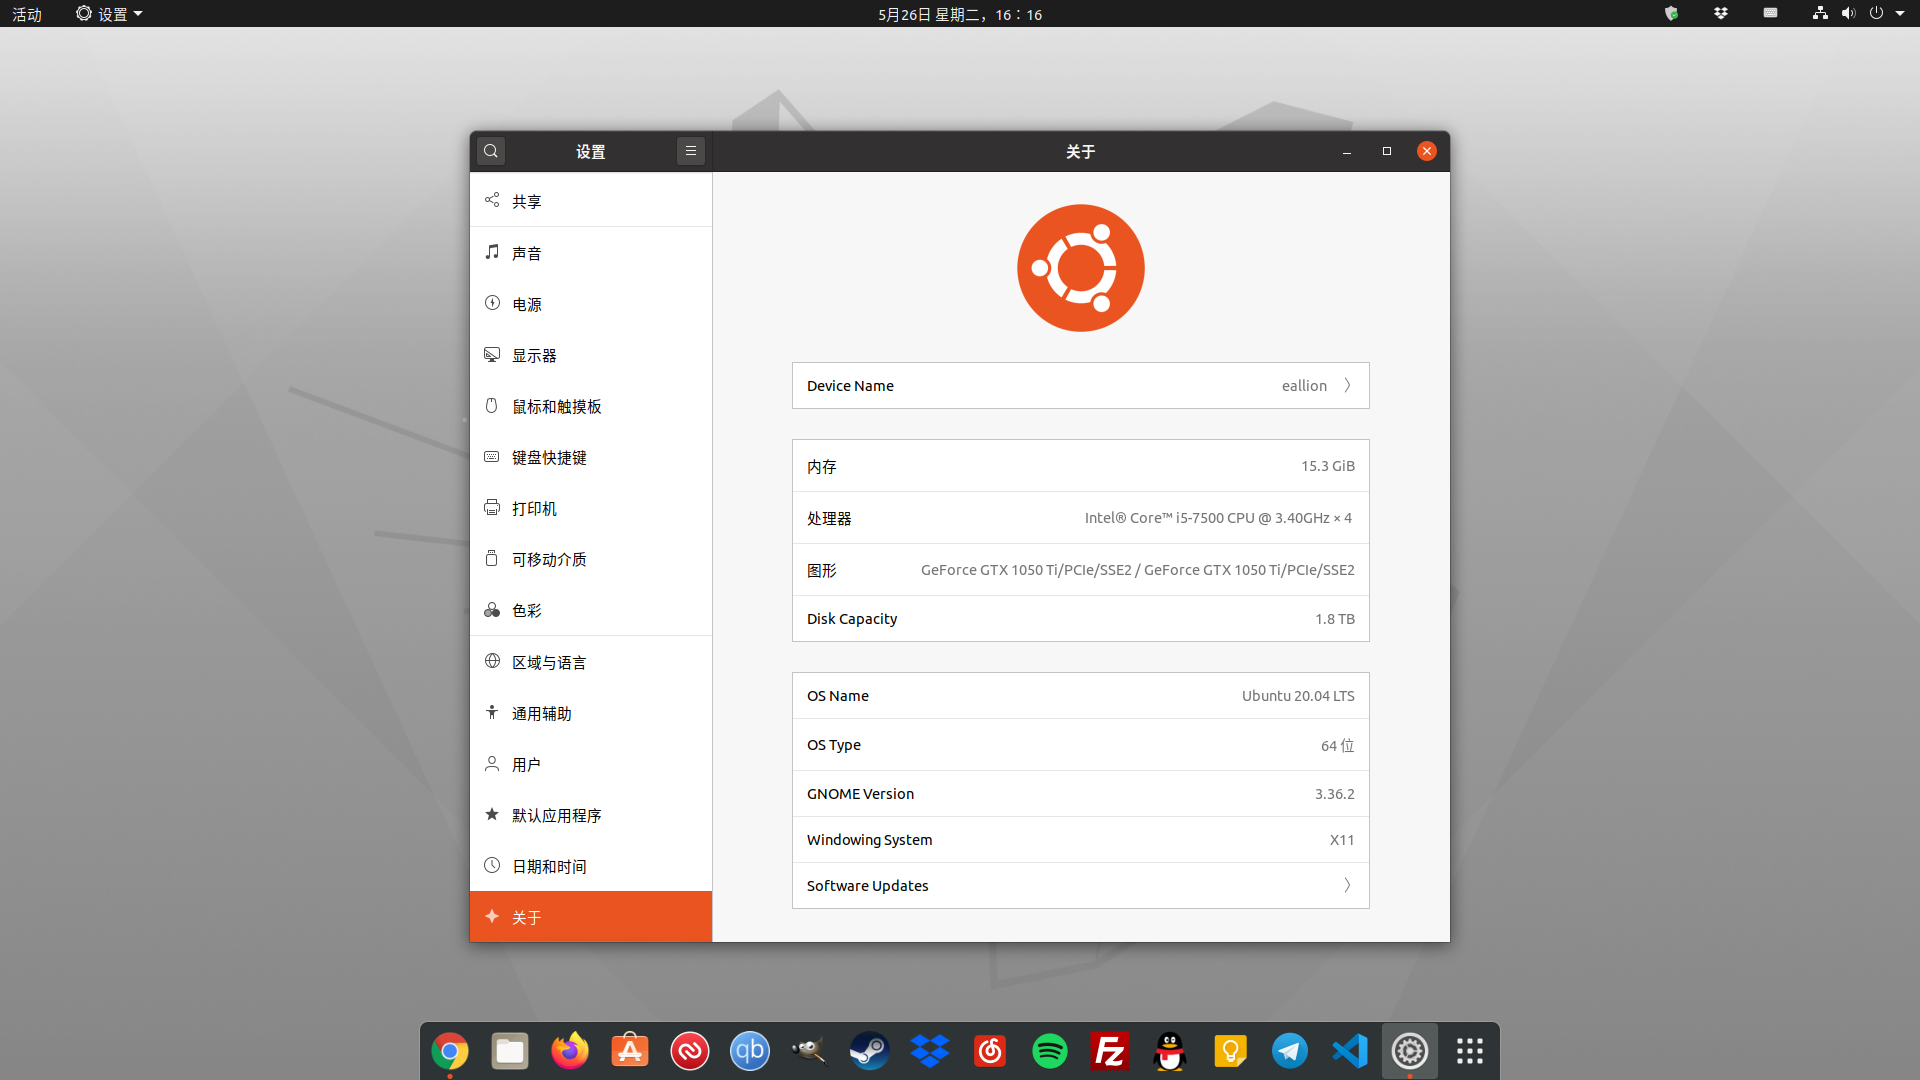 活动 设置 5月26日 星期二，16：16
设置 关于
共享
声音
电源
显示器
鼠标和触摸板
键盘快捷键
打印机
可移动介质
色彩
区域与语言
通用辅助
用户
默认应用程序
日期和时间
关于
Device Name eallion
内存 15.3 GiB
处理器 Intel® Core™ i5-7500 CPU @ 3.40GHz × 4
图形 GeForce GTX 1050 Ti/PCIe/SSE2 / GeForce GTX 1050 Ti/PCIe/SSE2
Disk Capacity 1.8 TB
OS Name Ubuntu 20.04 LTS
OS Type 64 位
GNOME Version 3.36.2
Windowing System X11
Software Updates
qb Fz